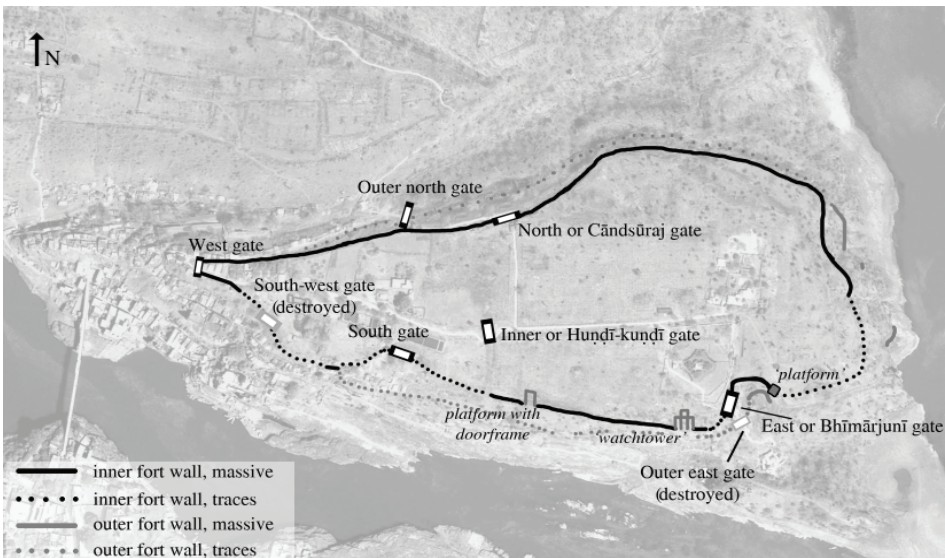 N
Outer north gate
North or Cāndsūraj gate
West gate
South-west gate
(destroyed)
South gate
Inner or Huṇḍī-kuṇḍī gate
'platform'
platform with
doorframe
'watchtower'
East or Bhīmārjunī gate
Outer east gate
(destroyed)
inner fort wall, massive
inner fort wall, traces
outer fort wall, massive
outer fort wall, traces